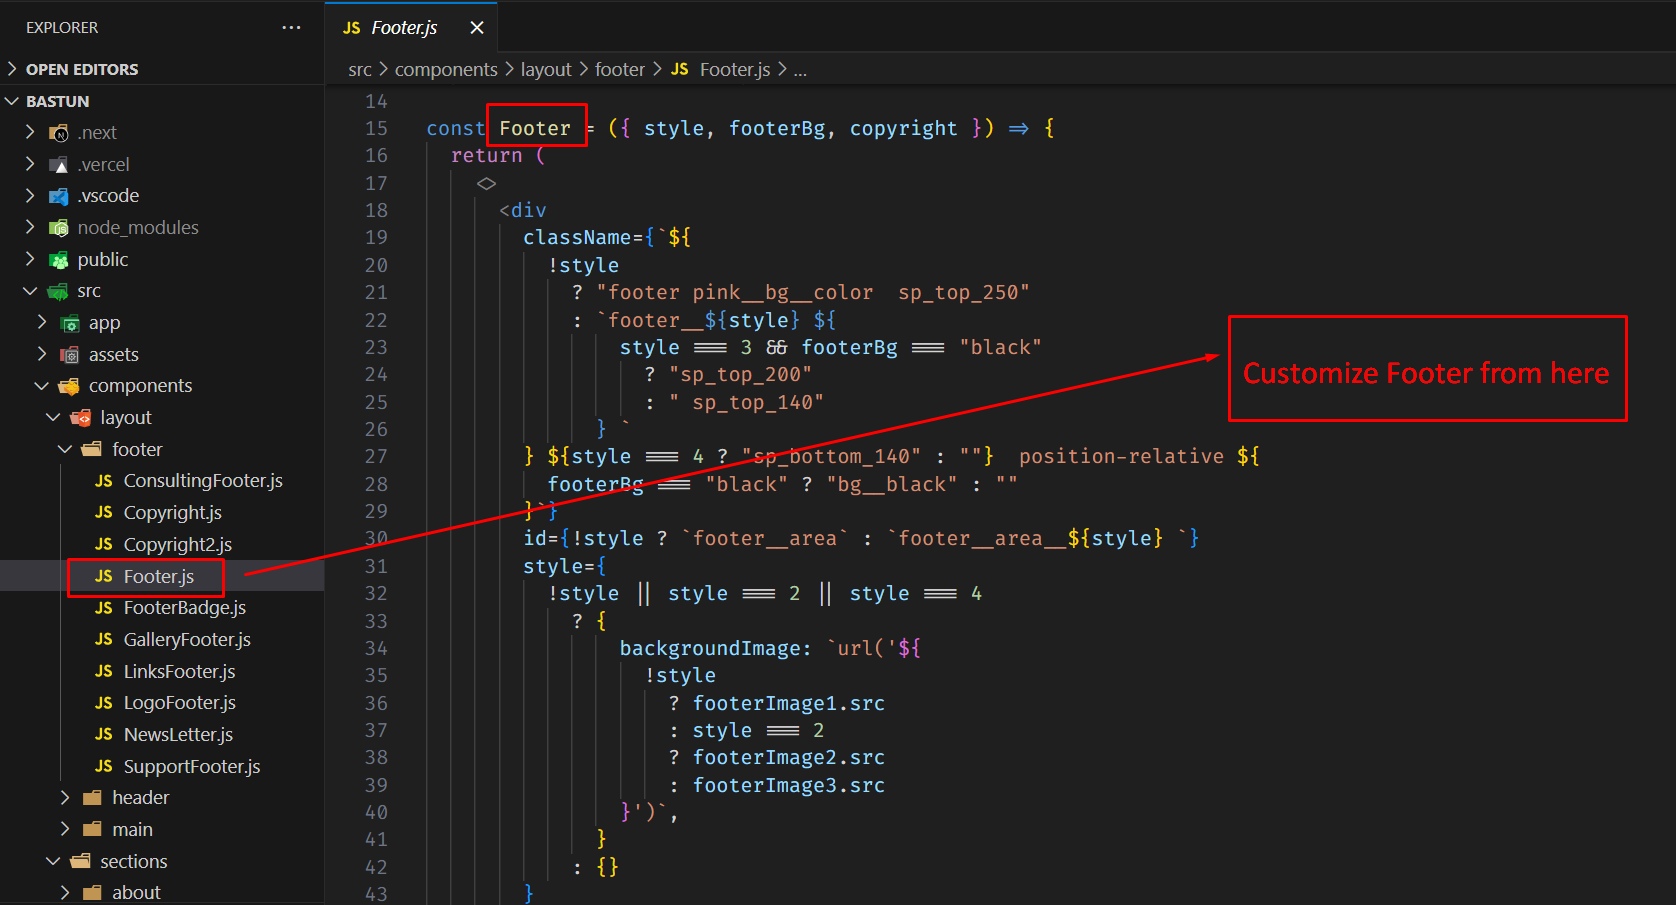 EXPLORER
OPEN EDITORS
BASTUN
.next
.vercel
.vscode
node_modules
public
src
app
assets
components
layout
footer
JS ConsultingFooter.js
JS Copyright.js
JS Copyright2.js
JS Footer.js
JS FooterBadge.js
JS GalleryFooter.js
JS LinksFooter.js
JS LogoFooter.js
JS NewsLetter.js
JS SupportFooter.js
header
main
sections
about
JS Footer.js
src > components > layout > footer > JS Footer.js > ...
14
15 const Footer = ({ style, footerBg, copyright }) => {
16 return (
17 <>
18 <div
19 className={`${
20 !style
21 ? "footer pink__bg__color  sp_top_250"
22 : `footer__${style} ${
23 style === 3 && footerBg === "black"
24 ? "sp_top_200"
25 : " sp_top_140"
26 } `
27 } ${style === 4 ? "sp_bottom_140" : ""}  position-relative ${
28 footerBg === "black" ? "bg__black" : ""
29 }`}
30 id={!style ? `footer__area` : `footer__area__${style} `}
31 style={
32 !style || style === 2 || style === 4
33 ? {
34 backgroundImage: `url('${
35 !style
36 ? footerImage1.src
37 : style === 2
38 ? footerImage2.src
39 : footerImage3.src
40 }')`,
41 }
42 : {}
43 }
Customize Footer from here